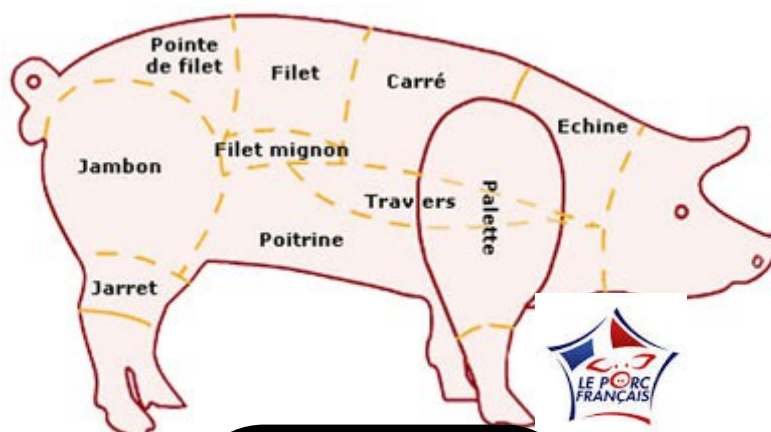 Pointe
de filet
Filet
Carré
Echine
Filet mignon
Jambon
Travers
Palette
Poitrine
Jarret
LE PORC
FRANÇAIS